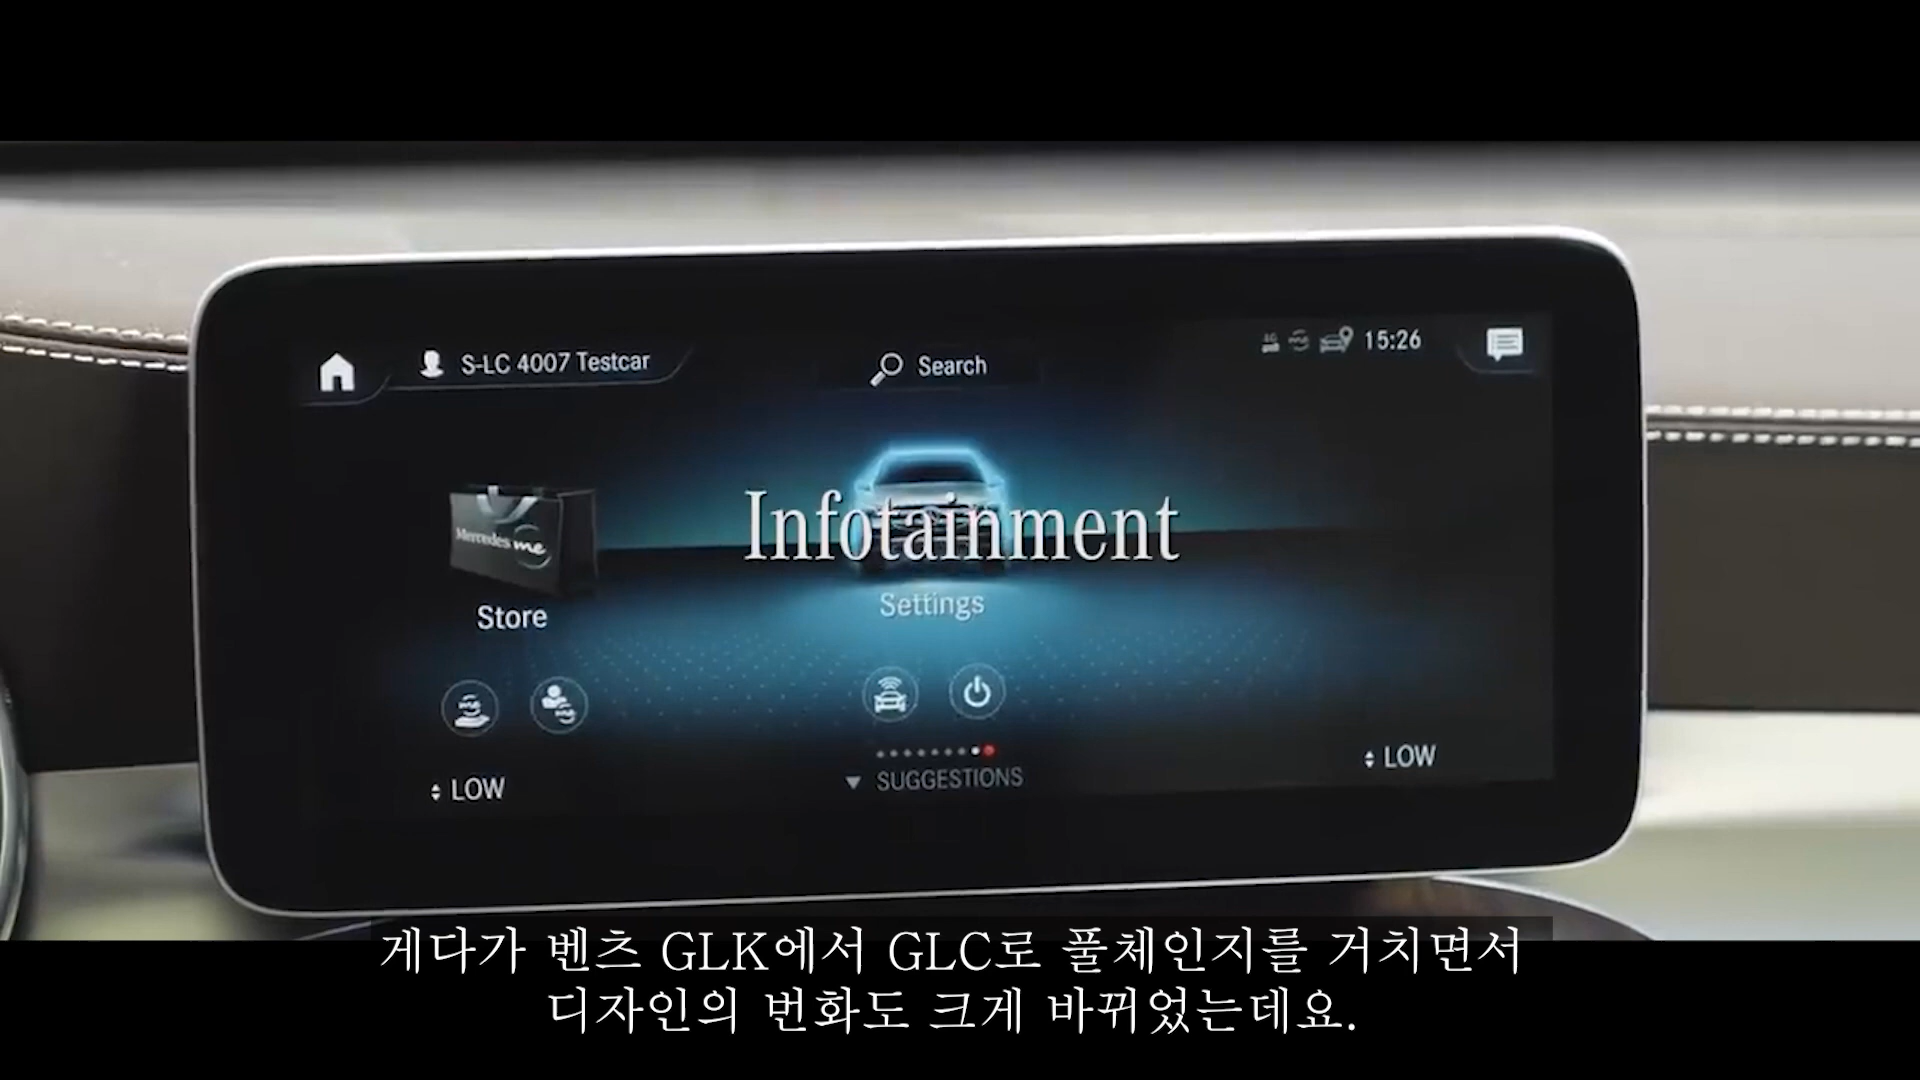 S-LC 4007 Testcar
Search
15:26
Mercedes me
Infotainment
Store
Settings
LOW
SUGGESTIONS
LOW
게다가 벤츠 GLK에서 GLC로 풀체인지를 거치면서
디자인의 변화도 크게 바뀌었는데요.